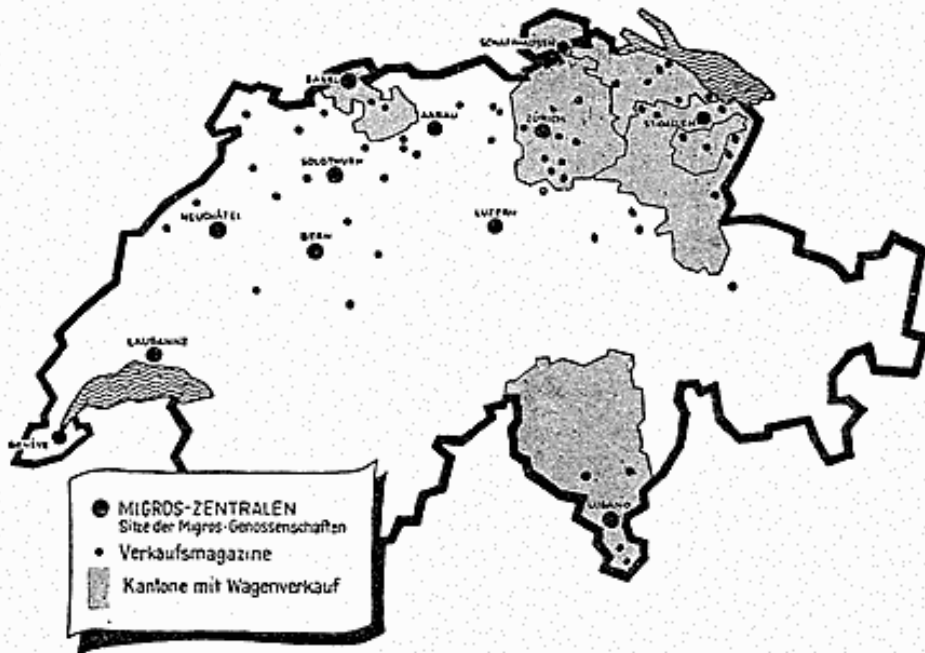 SCHAFFHAUSEN
BASEL
AARAU
ZÜRICH
ST.GALLEN
SOLOTHURN
NEUCHÂTEL
LUZERN
BERN
LAUSANNE
GENÈVE
LUGANO
MIGROS-ZENTRALEN
Sitze der Migros-Genossenschaften
Verkaufsmagazine
Kantone mit Wagenverkauf